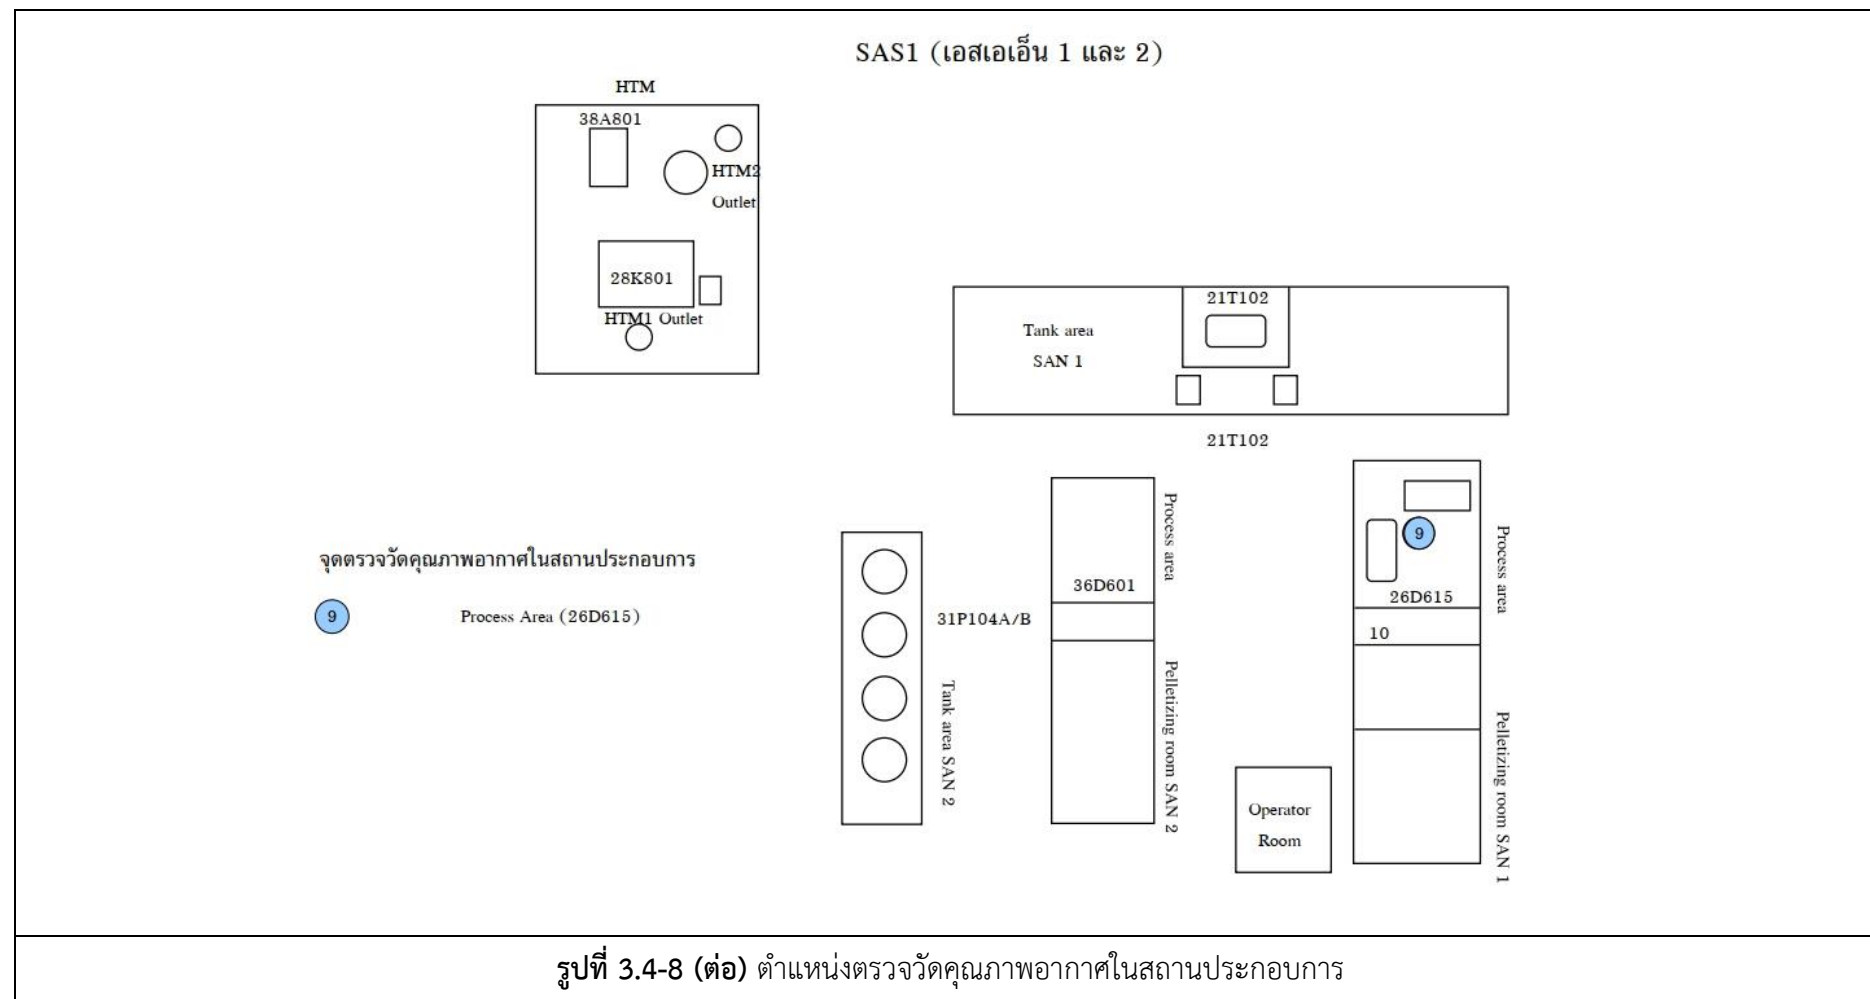 SAS1 (เอสเอเอ็น 1 และ 2)
HTM
38A801
HTM2
Outlet
28K801
HTM1 Outlet
21T102
Tank area
SAN 1
21T102
จุดตรวจวัดคุณภาพอากาศในสถานประกอบการ
9
Process Area (26D615)
31P104A/B
Tank area SAN 2
36D601
Process area
Pelletizing room SAN 2
9
26D615
10
Process area
Pelletizing room SAN 1
Operator
Room
รูปที่ 3.4-8 (ต่อ) ตำแหน่งตรวจวัดคุณภาพอากาศในสถานประกอบการ